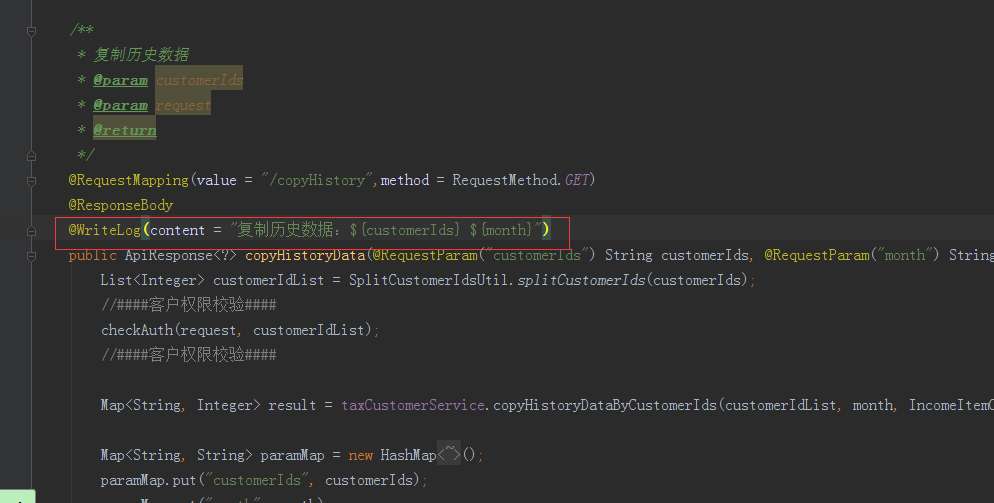 /**
* 复制历史数据
* @param customerIds
* @param request
* @return
*/
@RequestMapping(value = "/copyHistory",method = RequestMethod.GET)
@ResponseBody
@WriteLog(content = "复制历史数据：${customerIds} ${month}")
public ApiResponse<?> copyHistoryData(@RequestParam("customerIds") String customerIds, @RequestParam("month") String
List<Integer> customerIdList = SplitCustomerIdsUtil.splitCustomerIds(customerIds);
//####客户权限校验####
checkAuth(request, customerIdList);
//####客户权限校验####
Map<String, Integer> result = taxCustomerService.copyHistoryDataByCustomerIds(customerIdList, month, IncomeItemC
Map<String, String> paramMap = new HashMap<~>();
paramMap.put("customerIds", customerIds);